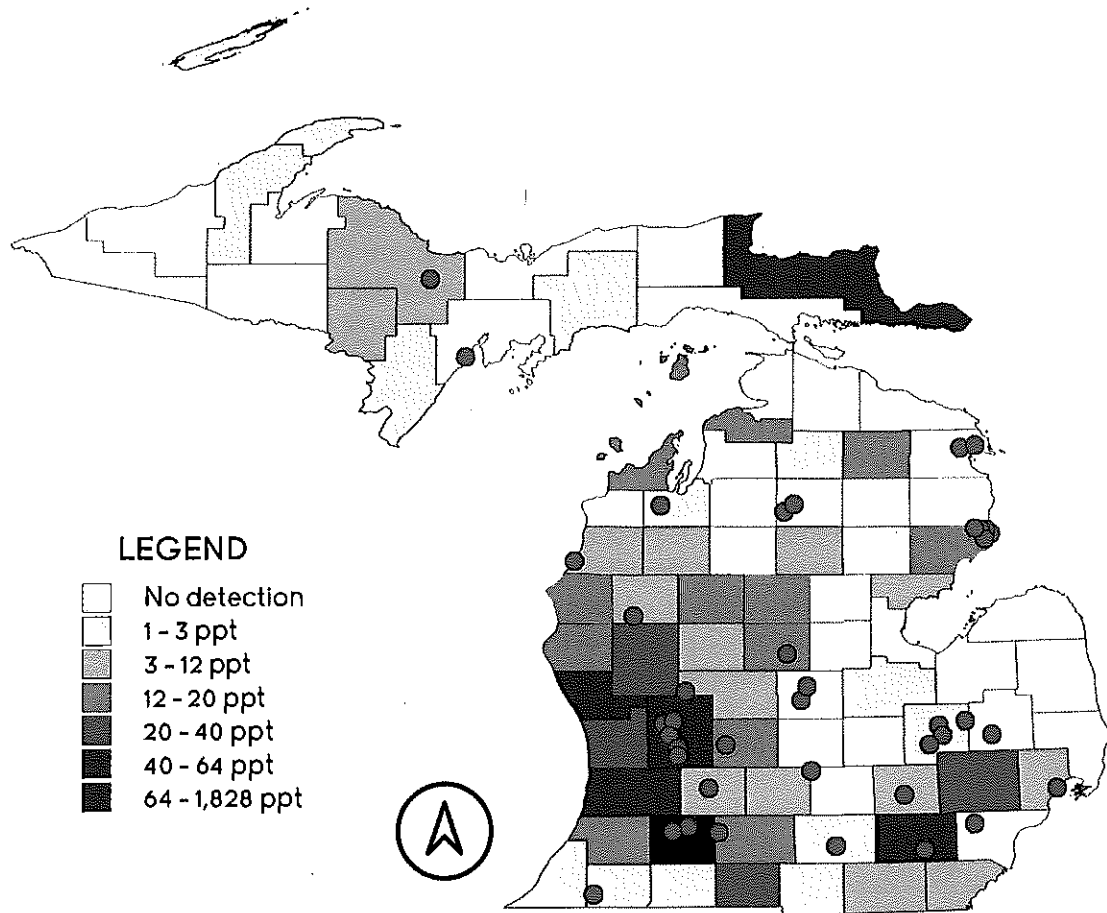 LEGEND
No detection
1 - 3 ppt
3 - 12 ppt
12 - 20 ppt
20 - 40 ppt
40 - 64 ppt
64 - 1,828 ppt